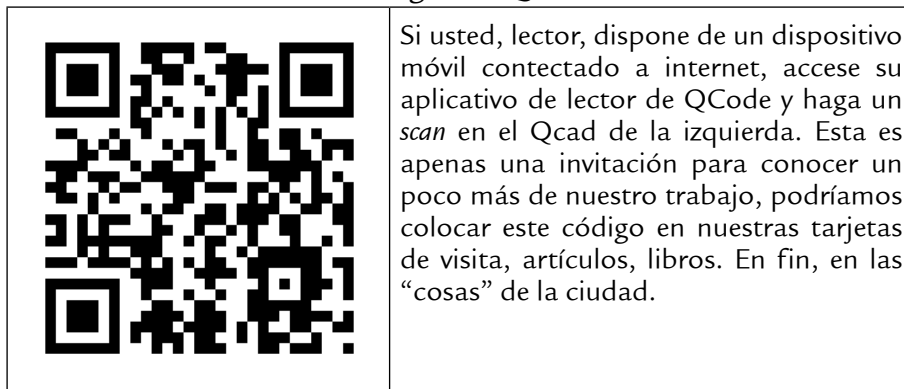 Si usted, lector, dispone de un dispositivo
móvil contectado a internet, accese su
aplicativo de lector de QCode y haga un
scan en el Qcad de la izquierda. Esta es
apenas una invitación para conocer un
poco más de nuestro trabajo, podríamos
colocar este código en nuestras tarjetas
de visita, artículos, libros. En fin, en las
“cosas” de la ciudad.